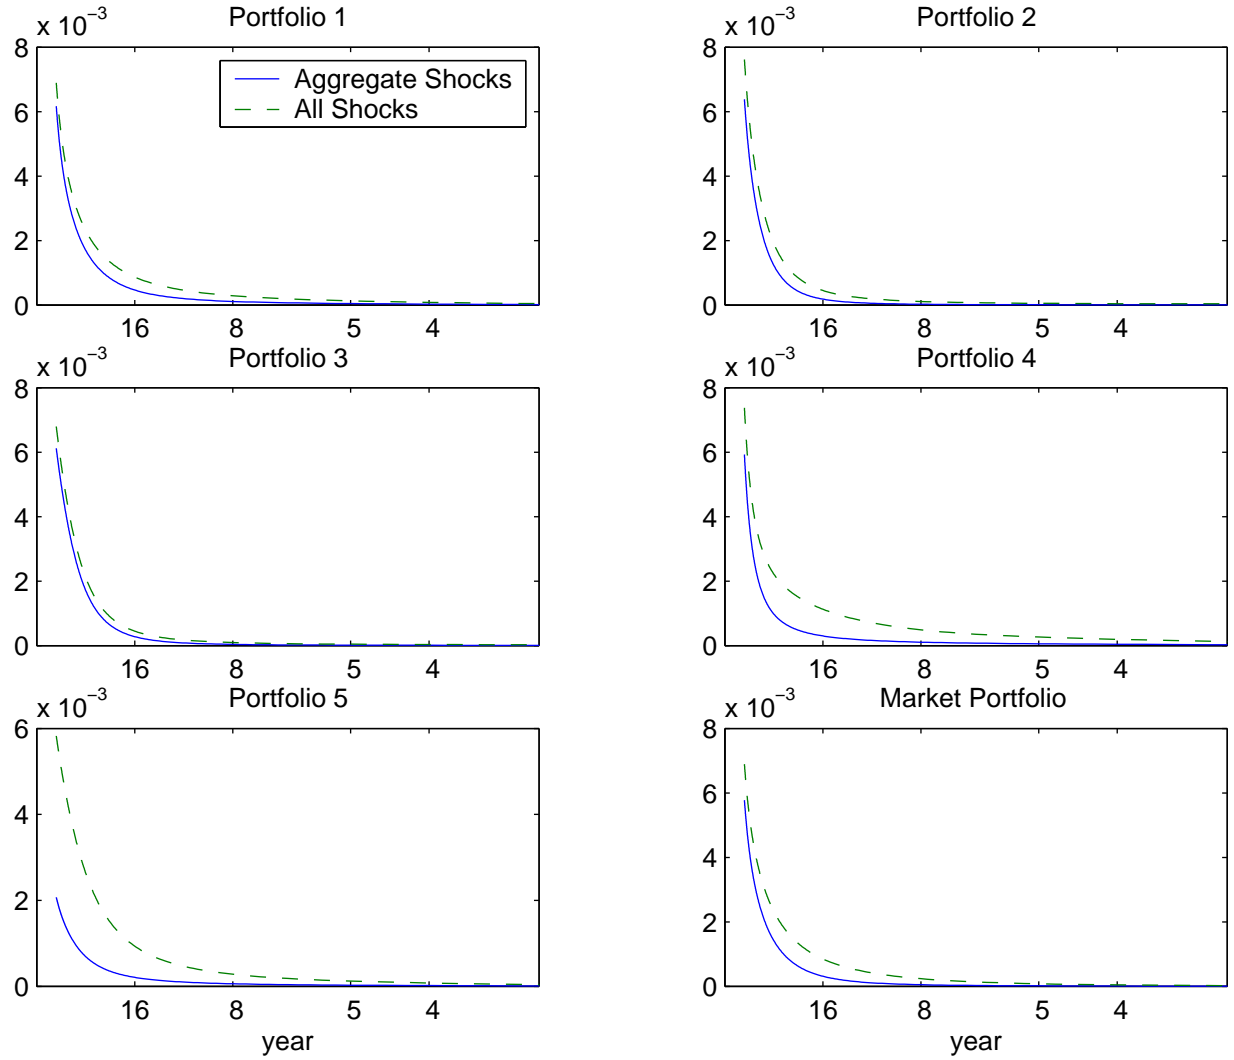 Portfolio 1
x 10⁻³
8
6
4
2
0
Aggregate Shocks
All Shocks
16 8 5 4
Portfolio 2
x 10⁻³
8
6
4
2
0
16 8 5 4
Portfolio 3
x 10⁻³
8
6
4
2
0
16 8 5 4
Portfolio 4
x 10⁻³
8
6
4
2
0
16 8 5 4
Portfolio 5
x 10⁻³
6
4
2
0
16 8 5 4
year
Market Portfolio
x 10⁻³
8
6
4
2
0
16 8 5 4
year